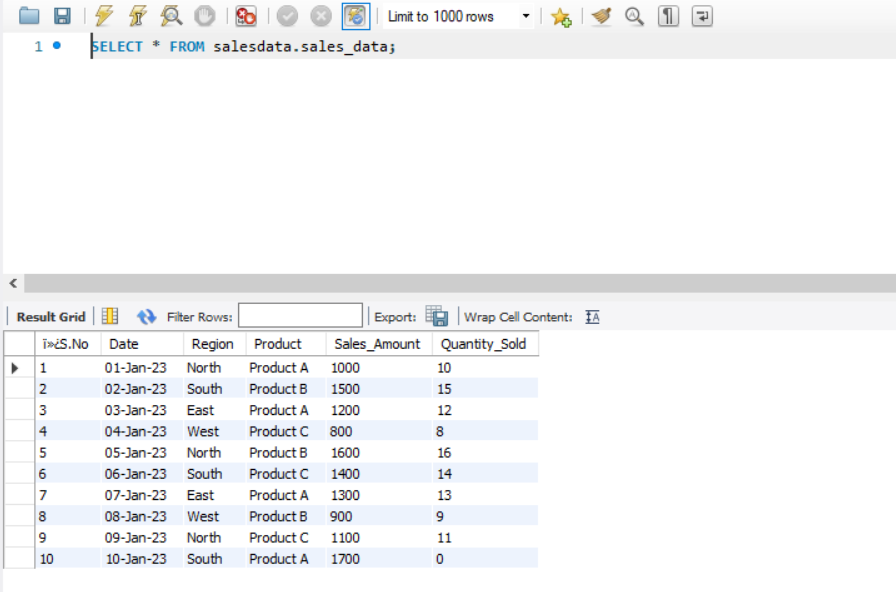 Limit to 1000 rows
1 SELECT * FROM salesdata.sales_data;
Result Grid Filter Rows: Export: Wrap Cell Content:
ï»¿S.No Date Region Product Sales_Amount Quantity_Sold
1 01-Jan-23 North Product A 1000 10
2 02-Jan-23 South Product B 1500 15
3 03-Jan-23 East Product A 1200 12
4 04-Jan-23 West Product C 800 8
5 05-Jan-23 North Product B 1600 16
6 06-Jan-23 South Product C 1400 14
7 07-Jan-23 East Product A 1300 13
8 08-Jan-23 West Product B 900 9
9 09-Jan-23 North Product C 1100 11
10 10-Jan-23 South Product A 1700 0